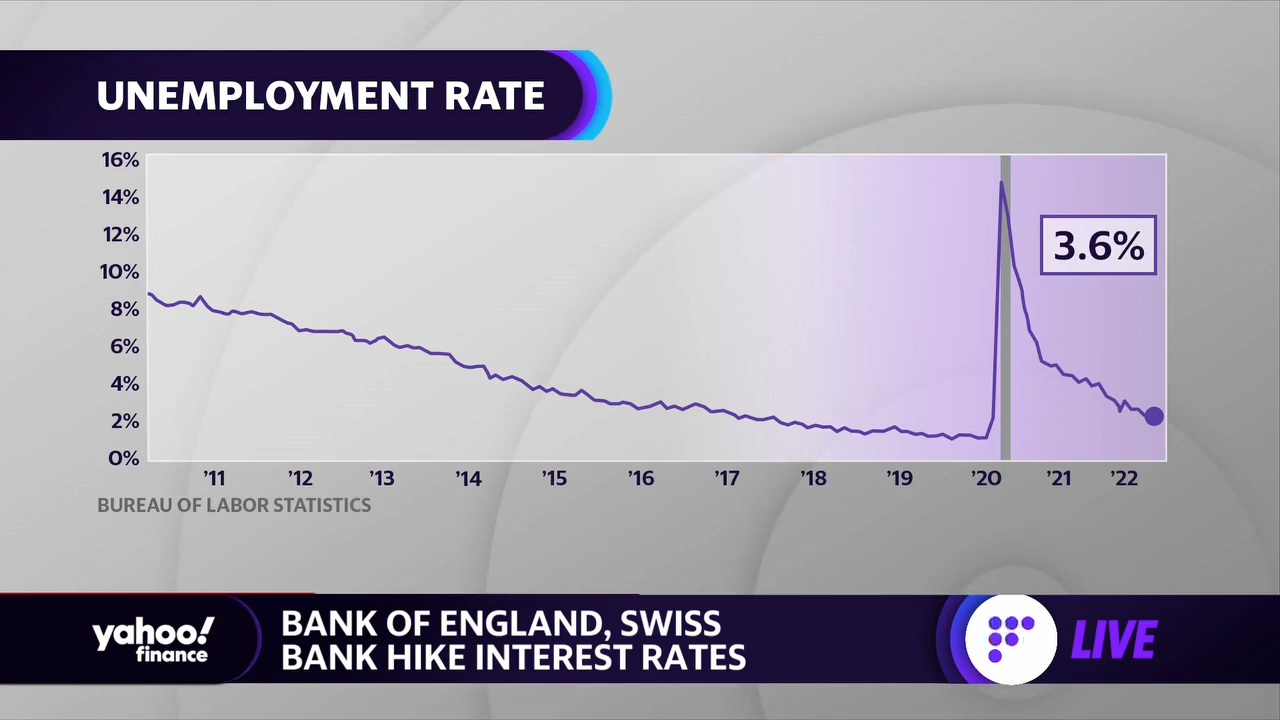 UNEMPLOYMENT RATE
16%
14%
12%
10%
8%
6%
4%
2%
0%
3.6%
’11 ’12 ’13 ’14 ’15 ’16 ’17 ’18 ’19 ’20 ’21 ’22
BUREAU OF LABOR STATISTICS
yahoo!
finance
BANK OF ENGLAND, SWISS
BANK HIKE INTEREST RATES
LIVE